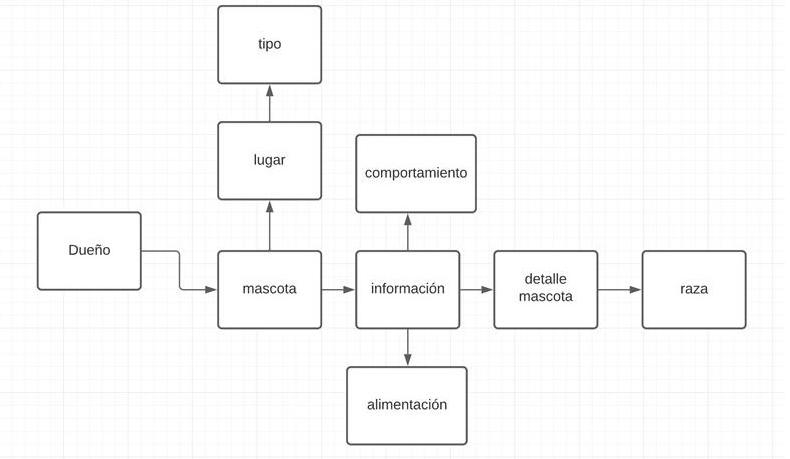 tipo
lugar
comportamiento
Dueño
mascota
información
detalle
mascota
raza
alimentación